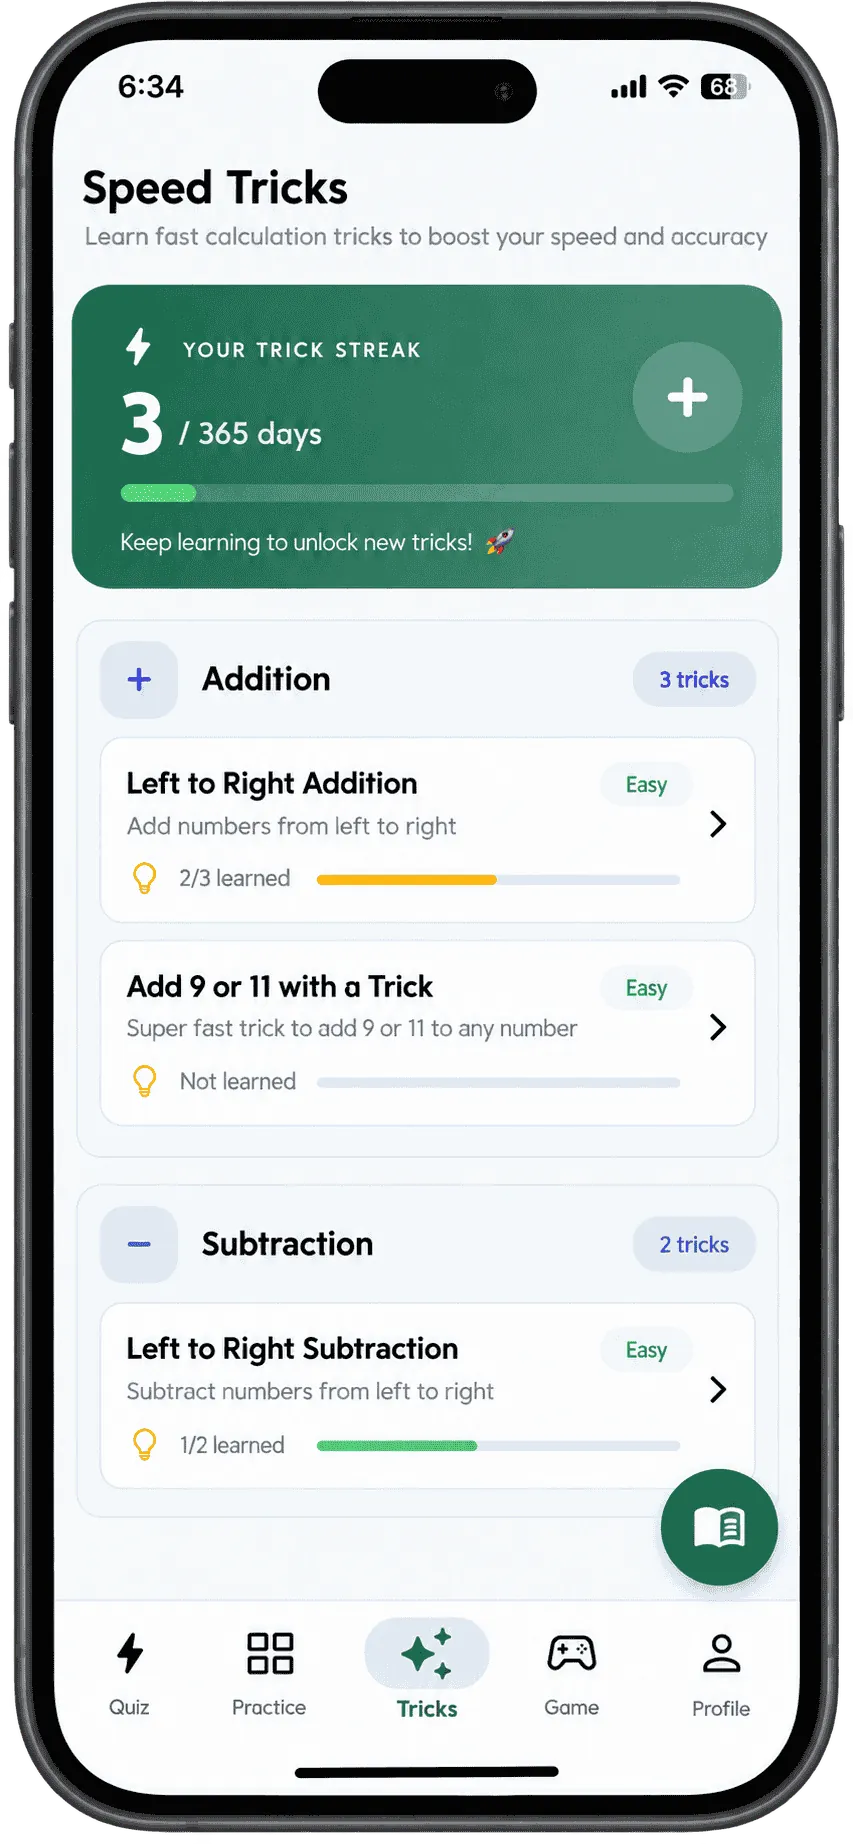 6:34
68
Speed Tricks
Learn fast calculation tricks to boost your speed and accuracy
YOUR TRICK STREAK
3 / 365 days
Keep learning to unlock new tricks! 🚀
Addition
3 tricks
Left to Right Addition
Easy
Add numbers from left to right
2/3 learned
Add 9 or 11 with a Trick
Easy
Super fast trick to add 9 or 11 to any number
Not learned
Subtraction
2 tricks
Left to Right Subtraction
Easy
Subtract numbers from left to right
1/2 learned
Quiz
Practice
Tricks
Game
Profile